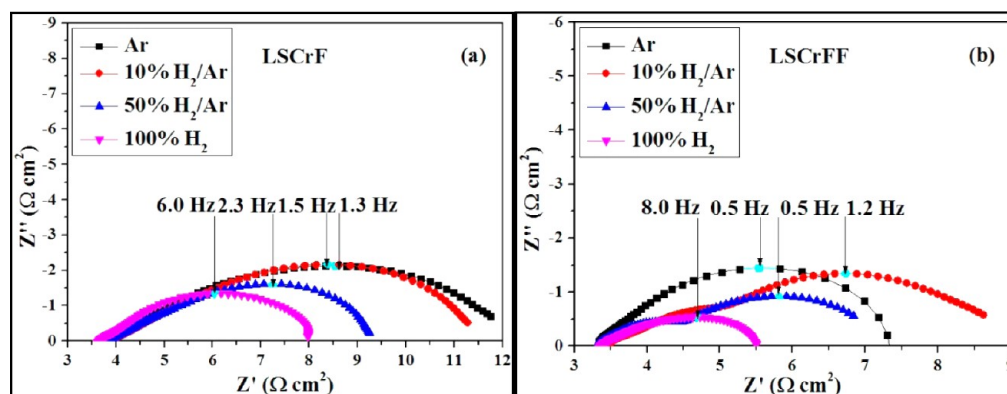 -9
-8
-7
-6
-5
-4
-3
-2
-1
0
Z'' (Ω cm²)
Ar
10% H₂/Ar
50% H₂/Ar
100% H₂
LSCrF
(a)
6.0 Hz 2.3 Hz 1.5 Hz 1.3 Hz
3 4 5 6 7 8 9 10 11 12
Z' (Ω cm²)
-6
-5
-4
-3
-2
-1
0
Z'' (Ω cm²)
Ar
10% H₂/Ar
50% H₂/Ar
100% H₂
LSCrFF
(b)
8.0 Hz 0.5 Hz 0.5 Hz 1.2 Hz
3 4 5 6 7 8 9
Z' (Ω cm²)